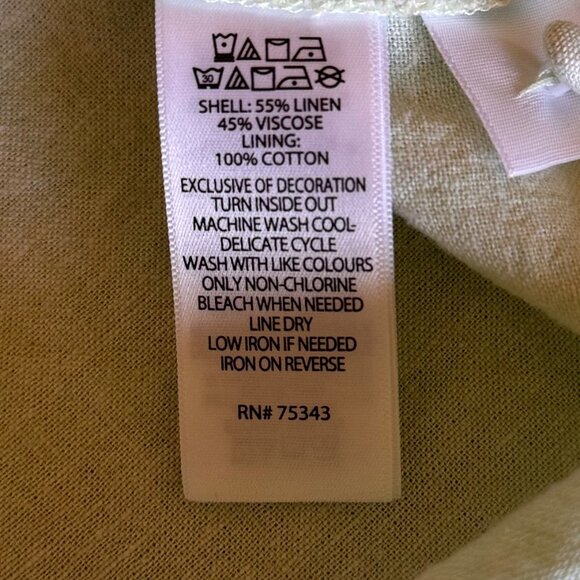 30
SHELL: 55% LINEN
45% VISCOSE
LINING:
100% COTTON
EXCLUSIVE OF DECORATION
TURN INSIDE OUT
MACHINE WASH COOL-
DELICATE CYCLE
WASH WITH LIKE COLOURS
ONLY NON-CHLORINE
BLEACH WHEN NEEDED
LINE DRY
LOW IRON IF NEEDED
IRON ON REVERSE
RN# 75343